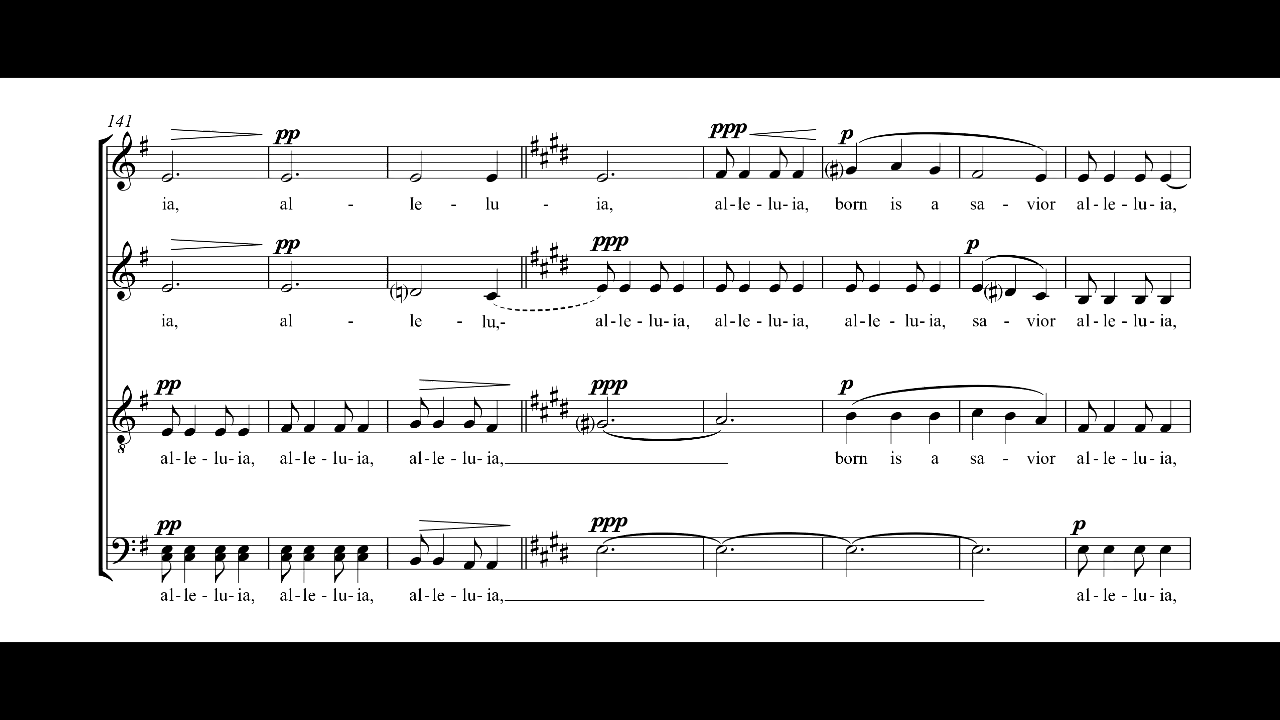 141
pp
ia, al - le - lu - ia, al-le - lu-ia, born is a sa - vior al-le - lu-ia,
ppp
p
pp
ppp
p
ia, al - le - lu,- al-le - lu-ia, al-le - lu-ia, al-le - lu-ia, sa - vior al-le - lu-ia,
pp
ppp
p
al-le - lu-ia, al-le - lu-ia, al-le - lu-ia, born is a sa - vior al-le - lu-ia,
pp
ppp
p
al-le - lu-ia, al-le - lu-ia, al-le - lu-ia, al-le - lu-ia,